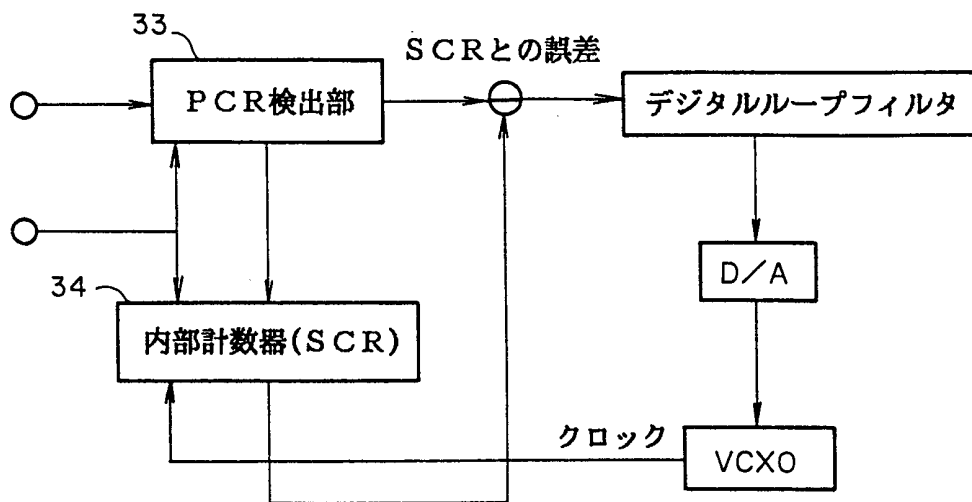 33
SCRとの誤差
PCR検出部
デジタルループフィルタ
D/A
34
内部計数器(SCR)
クロック
VCXO